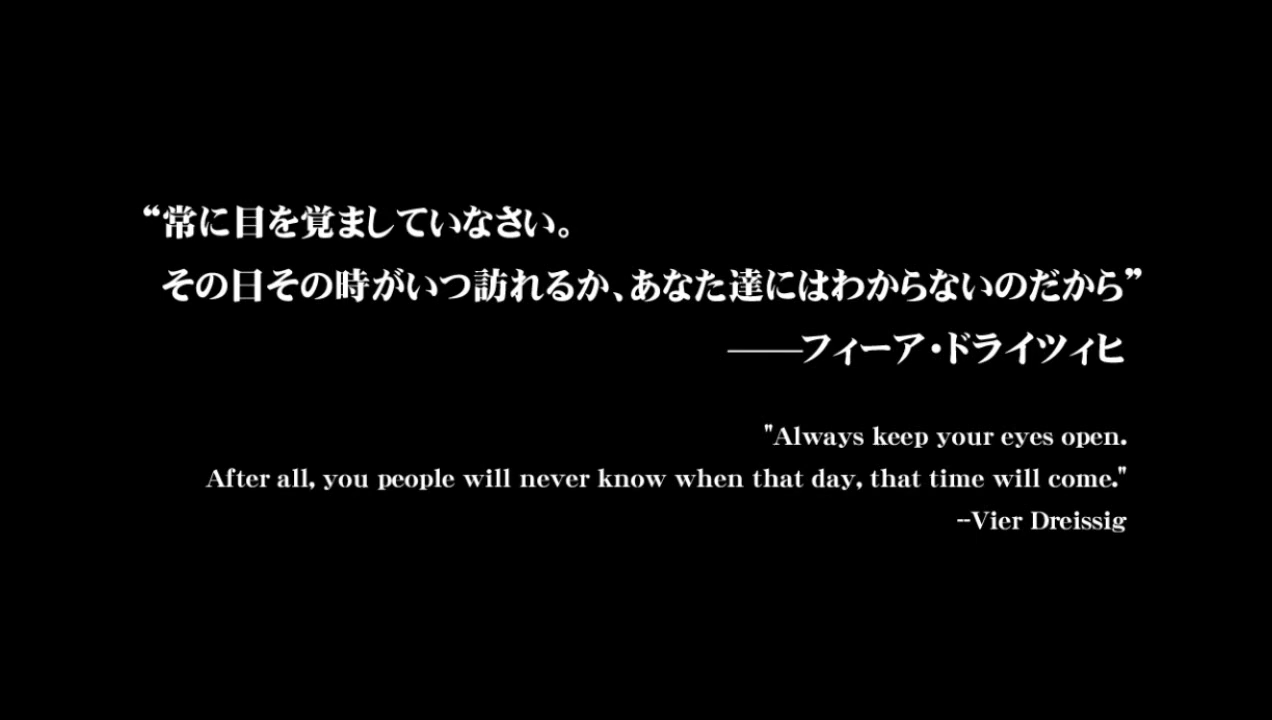 “常に目を覚ましていなさい。
その日その時がいつ訪れるか、あなた達にはわからないのだから”
――フィーア・ドライツィヒ
"Always keep your eyes open.
After all, you people will never know when that day, that time will come."
--Vier Dreissig